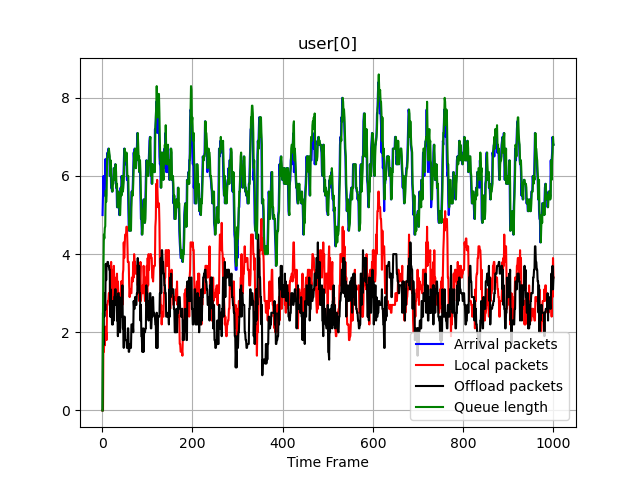 user[0]
8
6
4
2
0
0 200 400 600 800 1000
Time Frame
Arrival packets
Local packets
Offload packets
Queue length